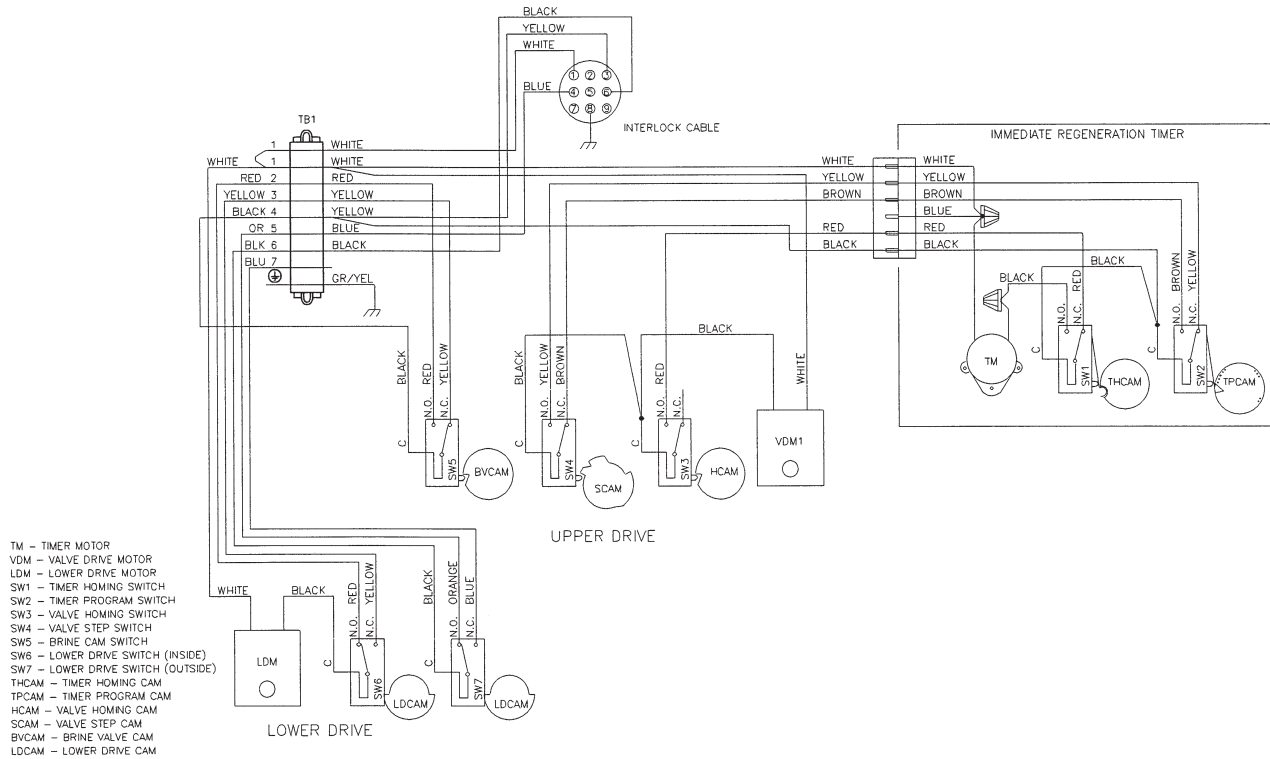 BLACK
YELLOW
WHITE
1 2 3
BLUE
4 5 6
7 8 9
INTERLOCK CABLE
TB1
IMMEDIATE REGENERATION TIMER
1 WHITE
WHITE 1 WHITE
RED 2 RED
YELLOW 3 YELLOW
BLACK 4 YELLOW
OR 5 BLUE
BLK 6 BLACK
BLU 7
GR/YEL
WHITE WHITE
YELLOW YELLOW
BROWN BROWN
BLUE
RED RED
BLACK BLACK
BLACK
BLACK
N.O.
N.C. RED
C
SW1
TM
THCAM
N.O. BROWN
N.C. YELLOW
C
SW2
TPCAM
BLACK
C
N.O. RED
N.C. YELLOW
SW5
BVCAM
BLACK
C
N.O. YELLOW
N.C. BROWN
SW4
SCAM
BLACK
C
N.O. RED
N.C.
SW3
HCAM
WHITE
VDM1
UPPER DRIVE
WHITE
BLACK
LDM
C
N.O. RED
N.C. YELLOW
SW6
LDCAM
BLACK
C
N.O. ORANGE
N.C. BLUE
SW7
LDCAM
LOWER DRIVE
TM – TIMER MOTOR
VDM – VALVE DRIVE MOTOR
LDM – LOWER DRIVE MOTOR
SW1 – TIMER HOMING SWITCH
SW2 – TIMER PROGRAM SWITCH
SW3 – VALVE HOMING SWITCH
SW4 – VALVE STEP SWITCH
SW5 – BRINE CAM SWITCH
SW6 – LOWER DRIVE SWITCH (INSIDE)
SW7 – LOWER DRIVE SWITCH (OUTSIDE)
THCAM – TIMER HOMING CAM
TPCAM – TIMER PROGRAM CAM
HCAM – VALVE HOMING CAM
SCAM – VALVE STEP CAM
BVCAM – BRINE VALVE CAM
LDCAM – LOWER DRIVE CAM